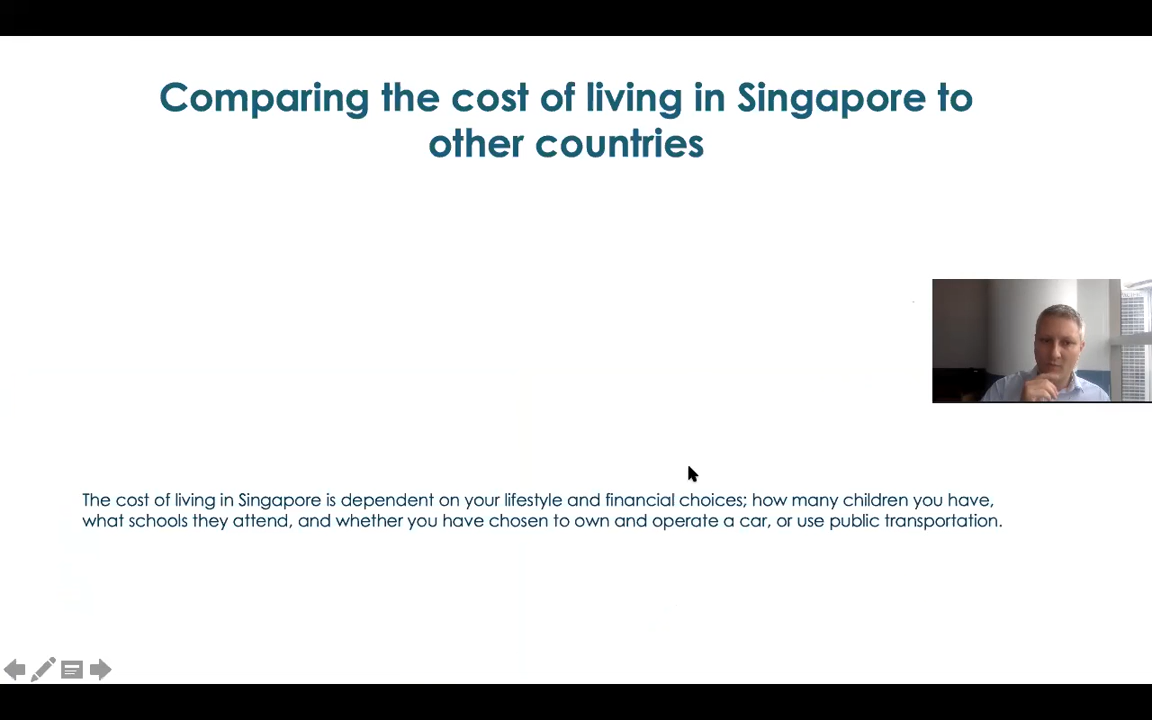 Comparing the cost of living in Singapore to
other countries
The cost of living in Singapore is dependent on your lifestyle and financial choices; how many children you have,
what schools they attend, and whether you have chosen to own and operate a car, or use public transportation.